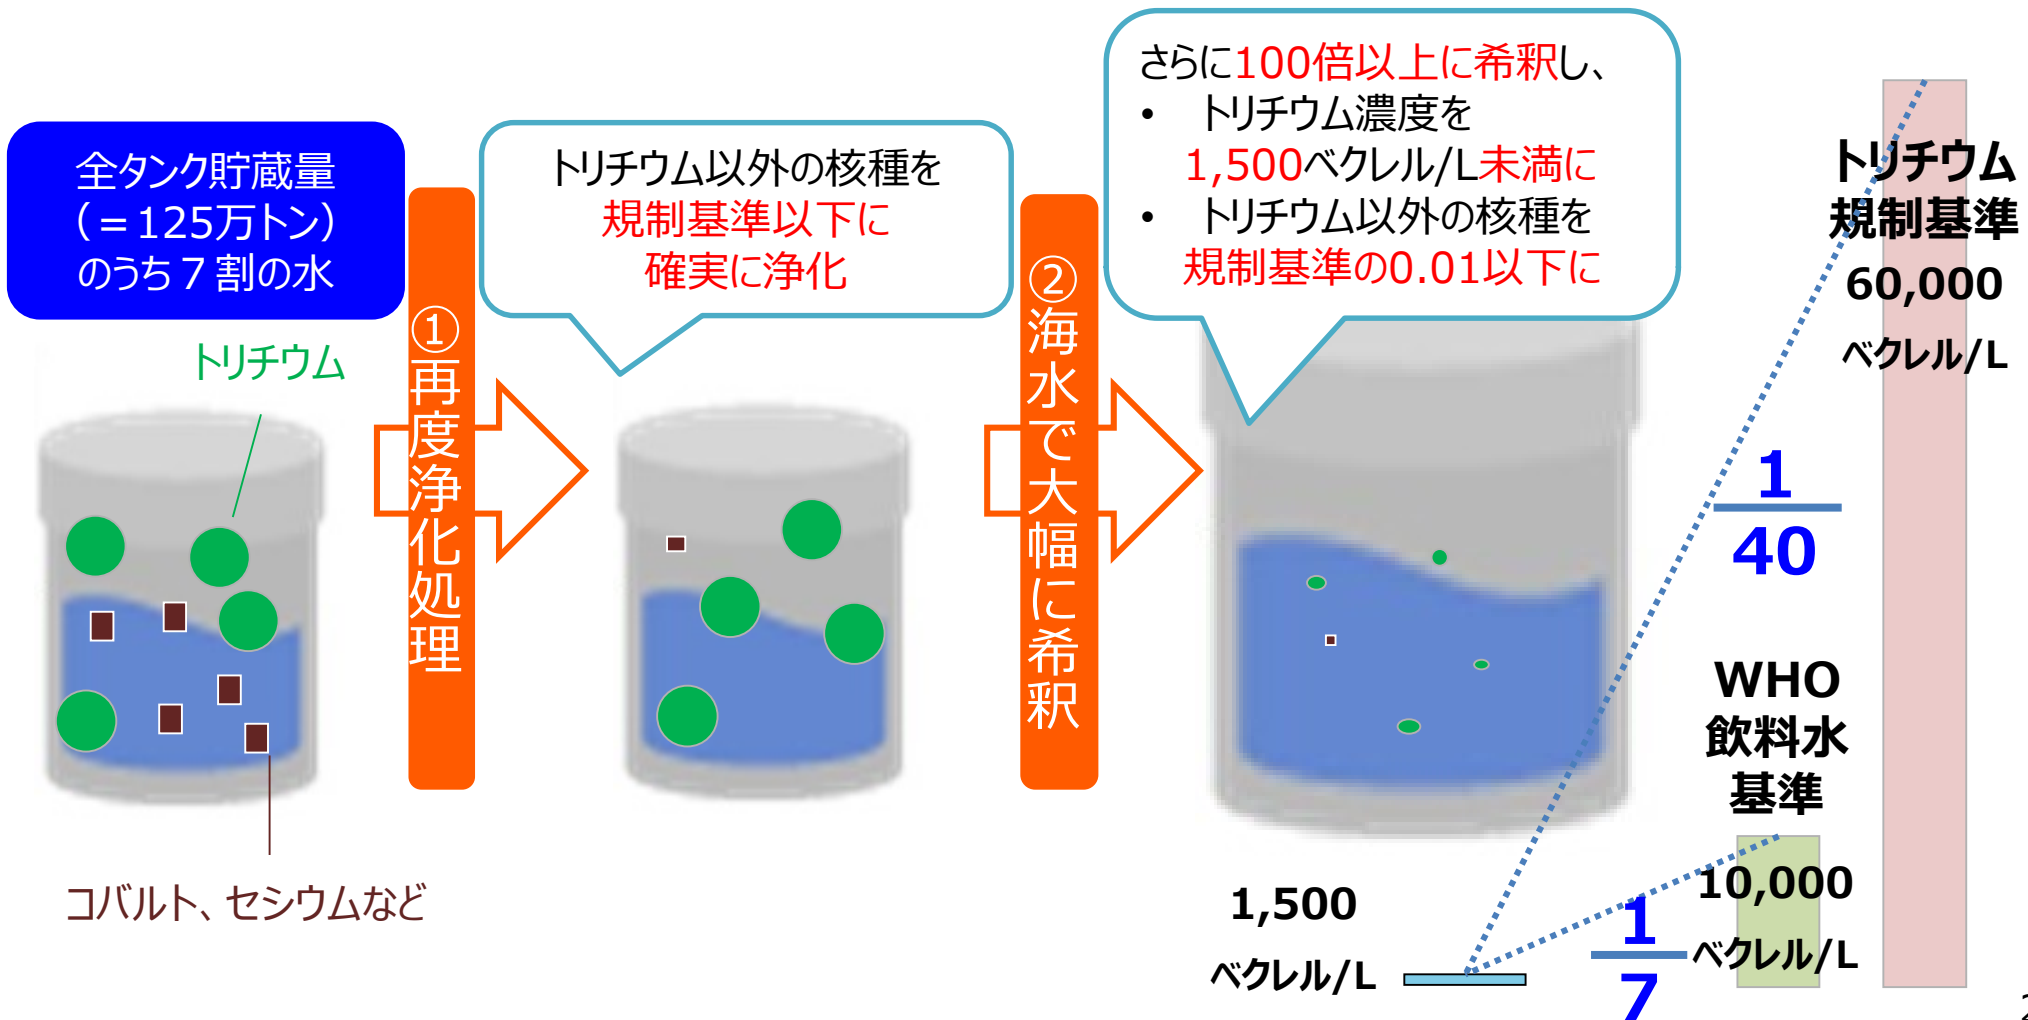 全タンク貯蔵量
（＝125万トン）
のうち７割の水
トリチウム
コバルト、セシウムなど
①再度浄化処理
トリチウム以外の核種を
規制基準以下に
確実に浄化
②海水で大幅に希釈
さらに100倍以上に希釈し、
• トリチウム濃度を
1,500ベクレル/L未満に
• トリチウム以外の核種を
規制基準の0.01以下に
トリチウム
規制基準
60,000
ベクレル/L
1
40
WHO
飲料水
基準
10,000
ベクレル/L
1
7
1,500
ベクレル/L